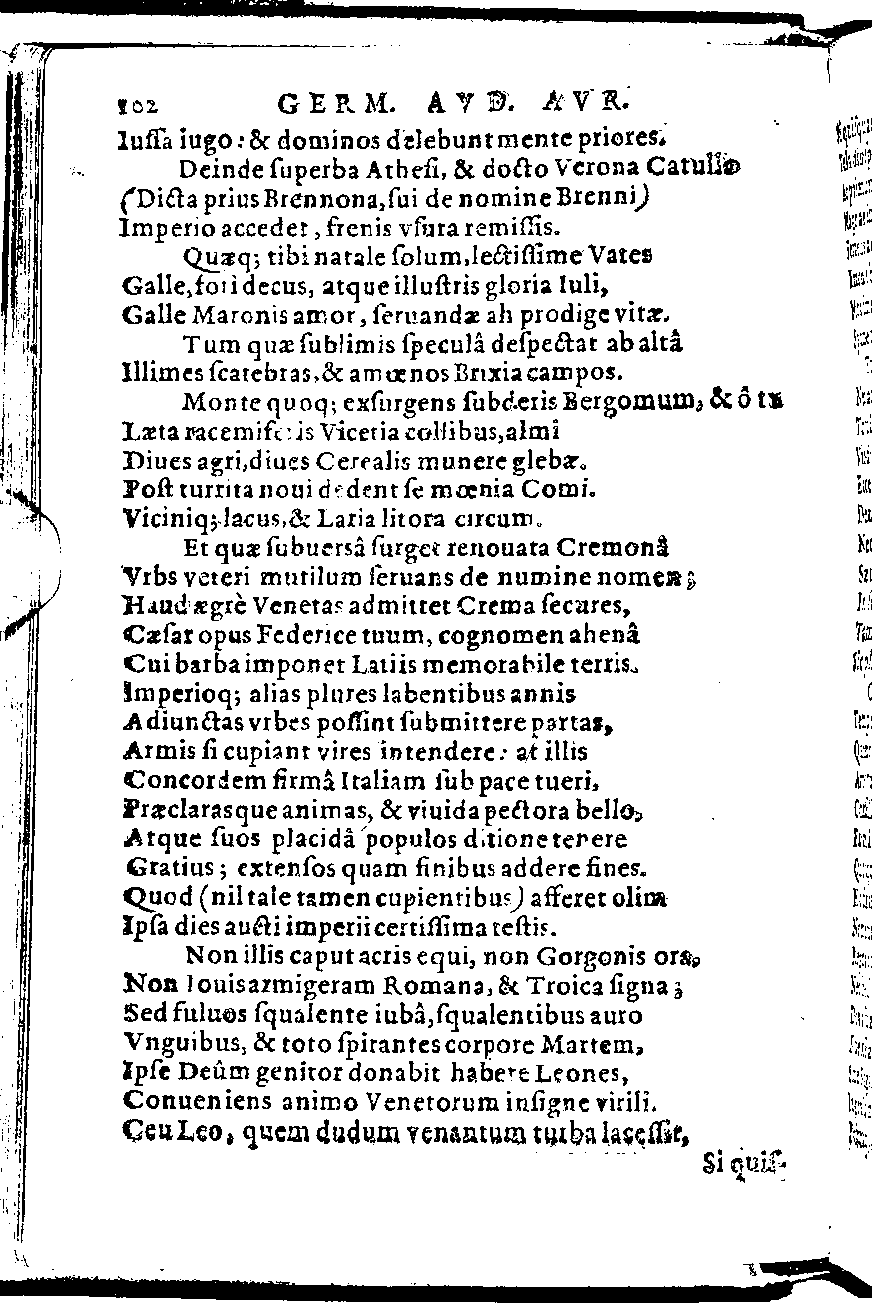 102 GERM. AVD. AVR.
Iuſſa iugo: & dominos delebunt mente priores.
Deinde ſuperba Atheſi, & docto Verona Catullo
(Dicta prius Brennona, ſui de nomine Brenni)
Imperio accedet, frenis vſura remiſſis.
Quæq; tibi natale ſolum, lectiſſime Vates
Galle, fori decus, atque illuſtris gloria Iuli,
Galle Maronis amor, ſeruandæ ah prodige vitæ.
Tum quæ ſublimis ſpeculâ deſpectat ab altâ
Illimes ſcatebras, & amœnos Brixia campos.
Monte quoq; exſurgens ſubderis Bergomum, & ô tu
Læta racemiferis Vicetia collibus, almi
Diues agri, diues Cerealis munere glebæ.
Poſt turrita noui dedent ſe mœnia Comi.
Viciniq; lacus, & Laria litora circum.
Et quæ ſubuersâ ſurget renouata Cremonâ
Vrbs veteri mutilum ſeruans de numine nomen;
Haud ægrè Venetas admittet Crema ſecures,
Cæſar opus Federice tuum, cognomen ahenâ
Cui barba imponet Latiis memorabile terris.
Imperioq; alias plures labentibus annis
Adiunctas vrbes poſſint ſubmittere partas,
Armis ſi cupiant vires intendere: at illis
Concordem firmâ Italiam ſub pace tueri,
Præclarasque animas, & viuida pectora bello,
Atque ſuos placidâ populos ditione tenere
Gratius; extenſos quam finibus addere fines.
Quod (nil tale tamen cupientibus) afferet olim
Ipſa dies aucti imperii certiſſima teſtis.
Non illis caput acris equi, non Gorgonis ora,
Non Iouis armigeram Romana, & Troica ſigna;
Sed fuluos ſqualente iubâ, ſqualentibus auro
Vnguibus, & toto ſpirantes corpore Martem,
Ipſe Deûm genitor donabit habere Leones,
Conueniens animo Venetorum inſigne virili.
Ceu Leo, quem dudum venantum turba laceſſit,
Si quiſ-